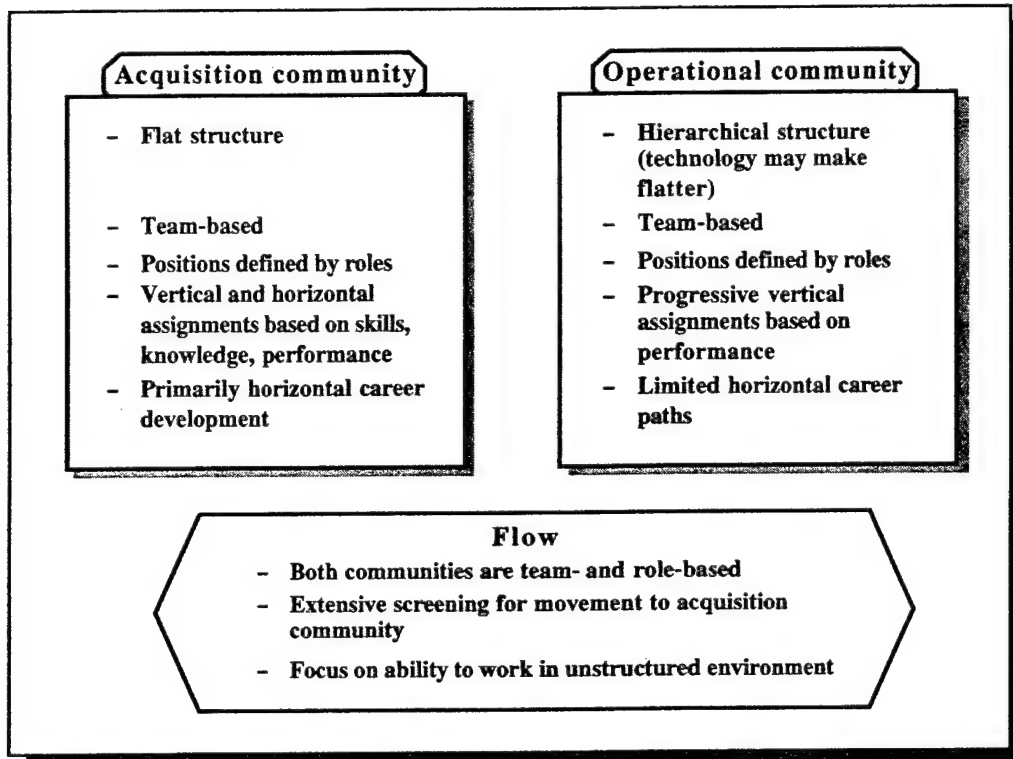 Acquisition community
– Flat structure
– Team-based
– Positions defined by roles
– Vertical and horizontal
assignments based on skills,
knowledge, performance
– Primarily horizontal career
development
Operational community
– Hierarchical structure
(technology may make
flatter)
– Team-based
– Positions defined by roles
– Progressive vertical
assignments based on
performance
– Limited horizontal career
paths
Flow
– Both communities are team- and role-based
– Extensive screening for movement to acquisition
community
– Focus on ability to work in unstructured environment